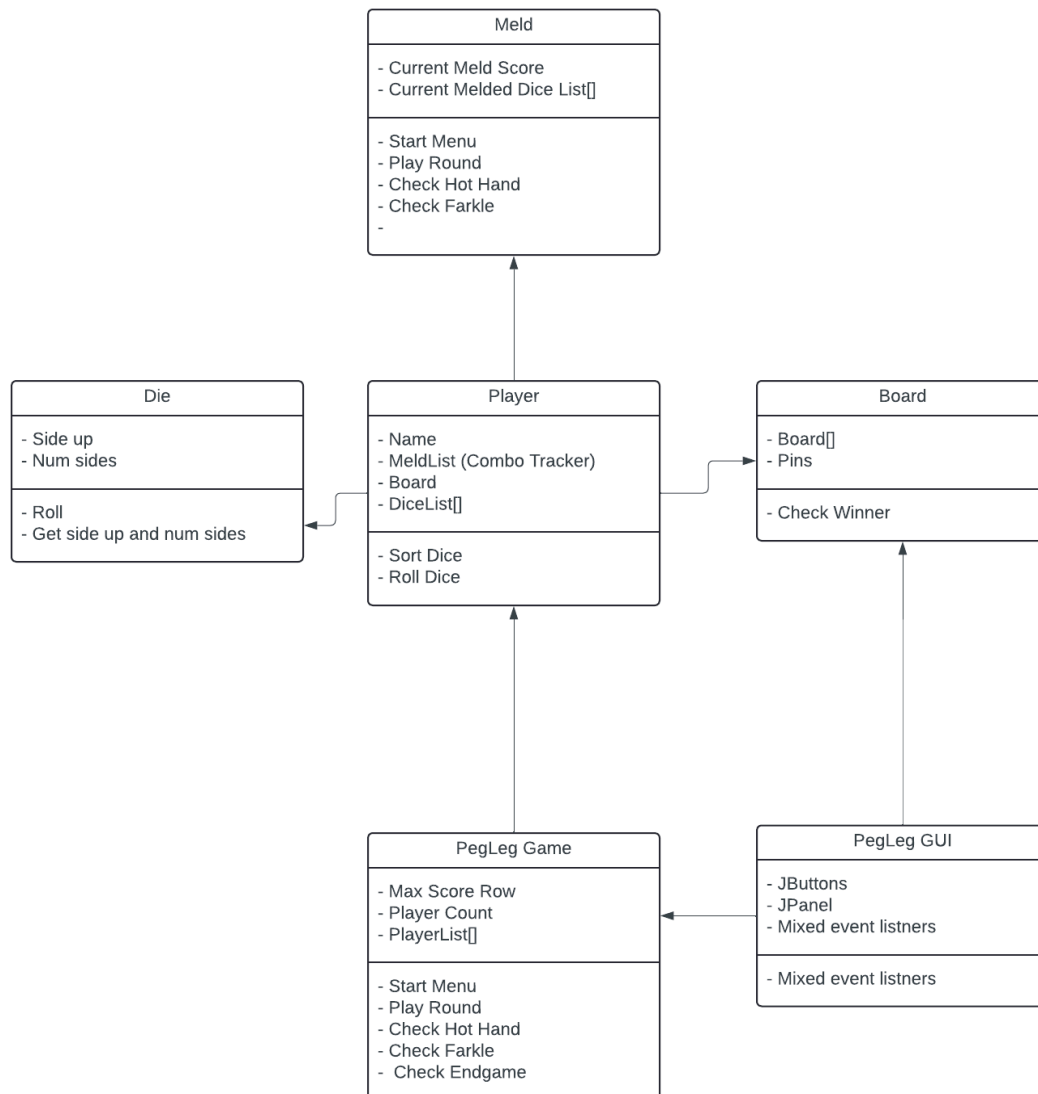 Meld
- Current Meld Score
- Current Melded Dice List[]
- Start Menu
- Play Round
- Check Hot Hand
- Check Farkle
-
Die
- Side up
- Num sides
- Roll
- Get side up and num sides
Player
- Name
- MeldList (Combo Tracker)
- Board
- DiceList[]
- Sort Dice
- Roll Dice
Board
- Board[]
- Pins
- Check Winner
PegLeg Game
- Max Score Row
- Player Count
- PlayerList[]
- Start Menu
- Play Round
- Check Hot Hand
- Check Farkle
- Check Endgame
PegLeg GUI
- JButtons
- JPanel
- Mixed event listners
- Mixed event listners